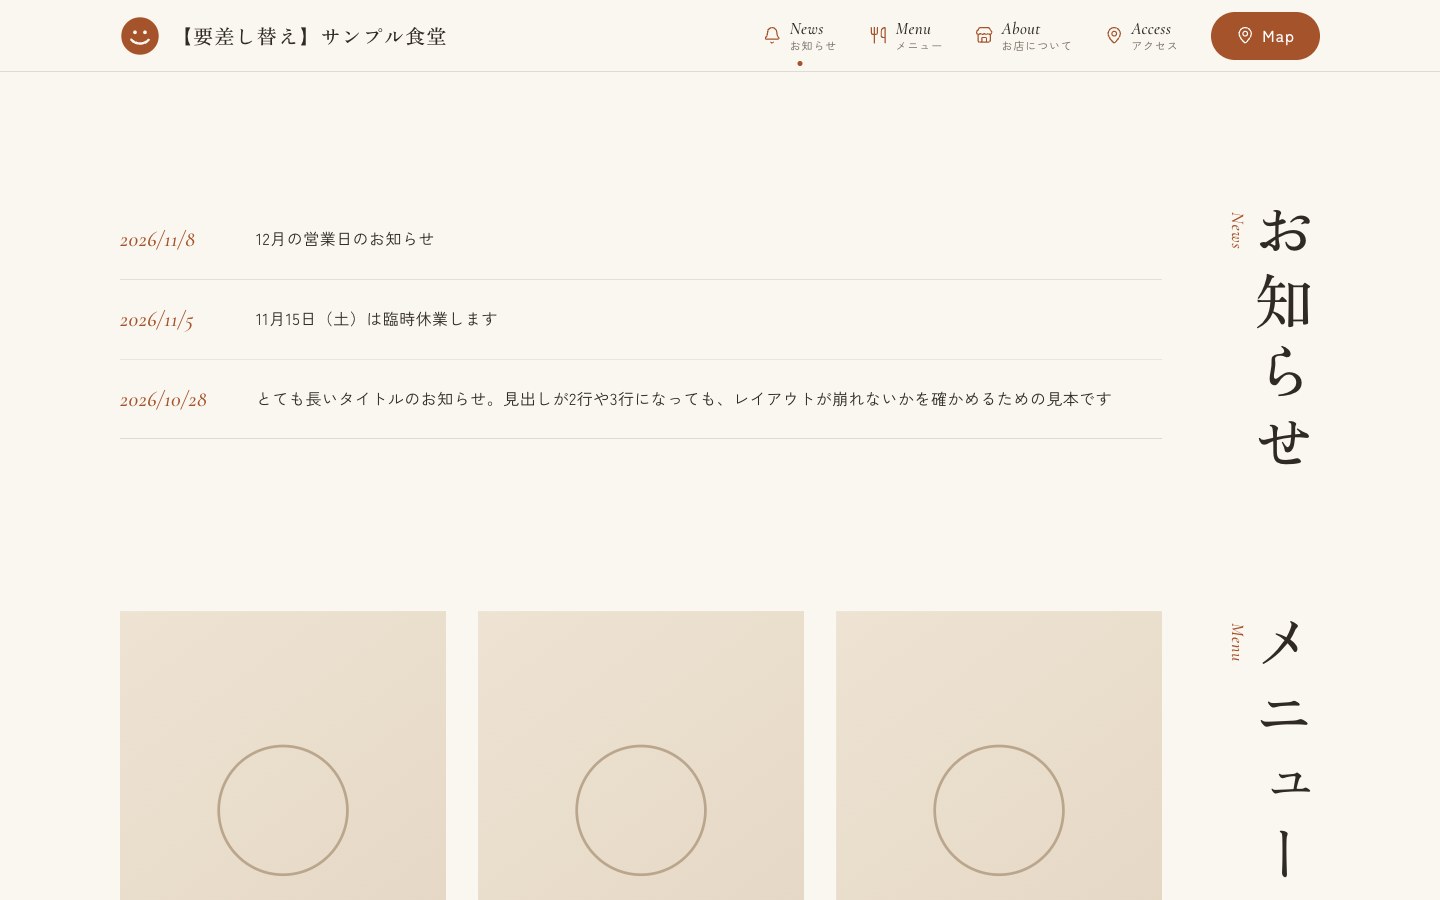 【要差し替え】サンプル食堂
News
お知らせ
Menu
メニュー
About
お店について
Access
アクセス
Map
お知らせ
News
2026/11/8 12月の営業日のお知らせ
2026/11/5 11月15日（土）は臨時休業します
2026/10/28 とても長いタイトルのお知らせ。見出しが2行や3行になっても、レイアウトが崩れないかを確かめるための見本です
メニュー
Menu